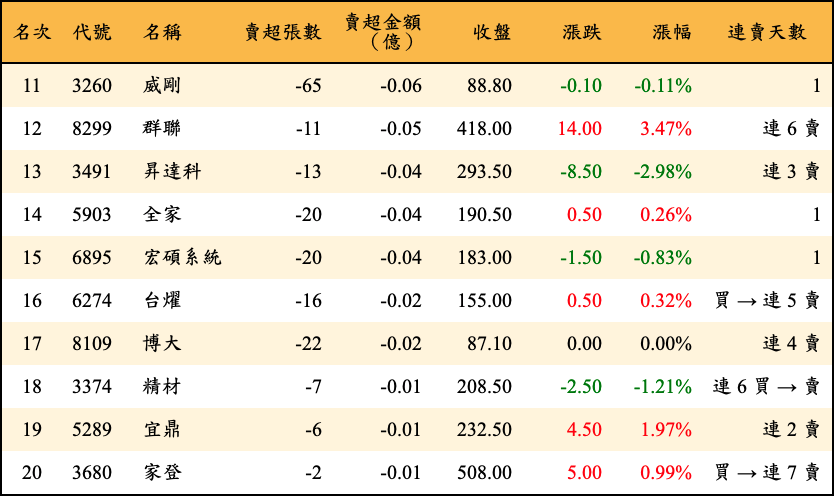 名次 代號 名稱 賣超張數 賣超金額（億） 收盤 漲跌 漲幅 連賣天數
11 3260 威剛 -65 -0.06 88.80 -0.10 -0.11% 1
12 8299 群聯 -11 -0.05 418.00 14.00 3.47% 連 6 賣
13 3491 昇達科 -13 -0.04 293.50 -8.50 -2.98% 連 3 賣
14 5903 全家 -20 -0.04 190.50 0.50 0.26% 1
15 6895 宏碩系統 -20 -0.04 183.00 -1.50 -0.83% 1
16 6274 台燿 -16 -0.02 155.00 0.50 0.32% 買 → 連 5 賣
17 8109 博大 -22 -0.02 87.10 0.00 0.00% 連 4 賣
18 3374 精材 -7 -0.01 208.50 -2.50 -1.21% 連 6 買 → 賣
19 5289 宜鼎 -6 -0.01 232.50 4.50 1.97% 連 2 賣
20 3680 家登 -2 -0.01 508.00 5.00 0.99% 買 → 連 7 賣